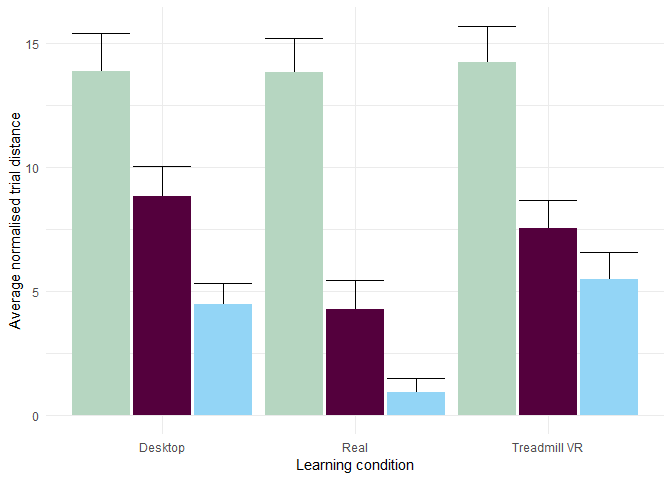 Average normalised trial distance
15
10
5
0
Desktop
Real
Treadmill VR
Learning condition